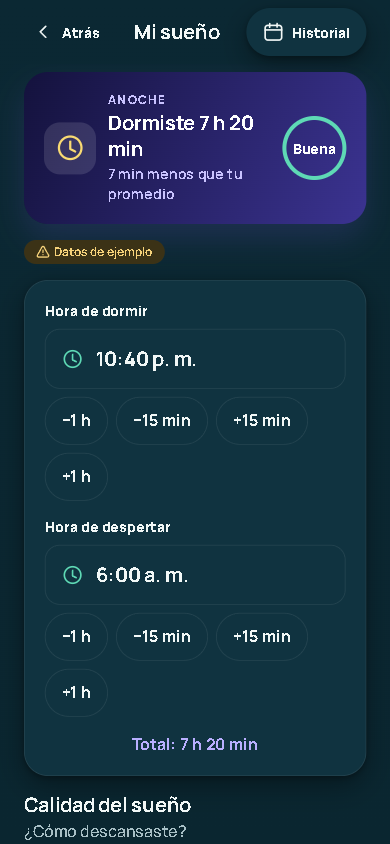 Atrás
Mi sueño
Historial
ANOCHE
Dormiste 7 h 20
min
7 min menos que tu
promedio
Buena
Datos de ejemplo
Hora de dormir
10:40 p. m.
−1 h
−15 min
+15 min
+1 h
Hora de despertar
6:00 a. m.
−1 h
−15 min
+15 min
+1 h
Total: 7 h 20 min
Calidad del sueño
¿Cómo descansaste?